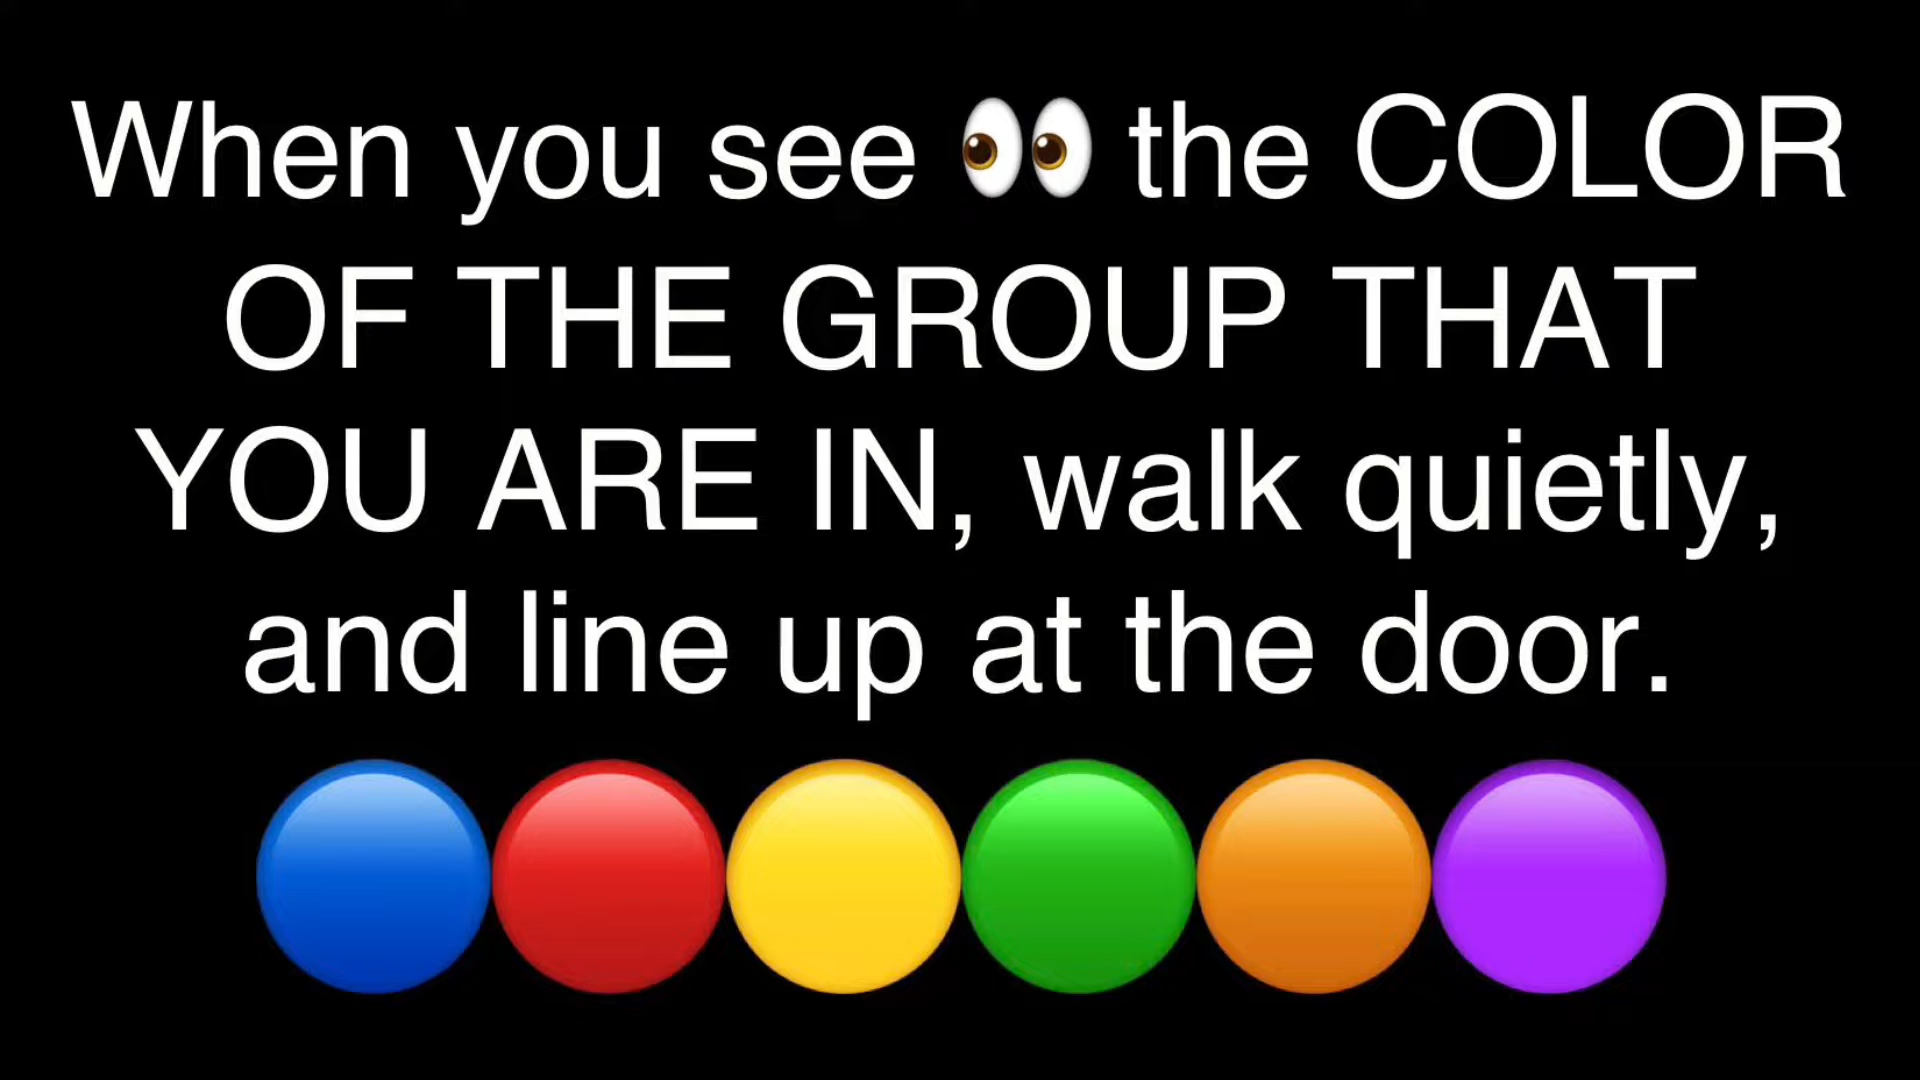 When you see 👀 the COLOR
OF THE GROUP THAT
YOU ARE IN, walk quietly,
and line up at the door.